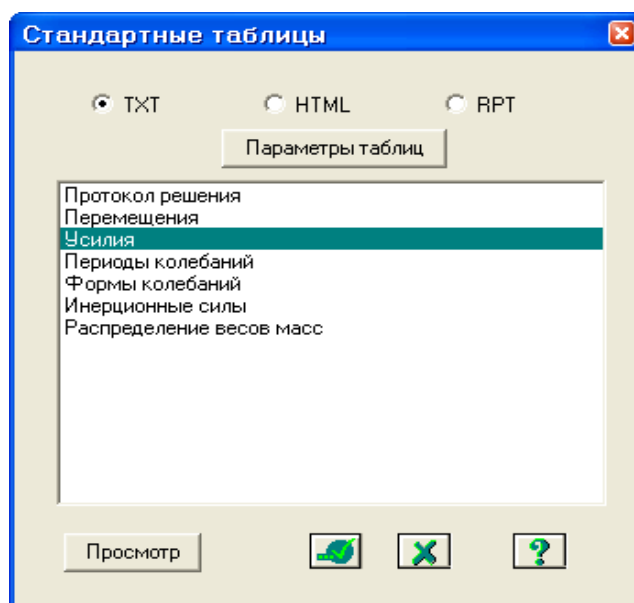 Стандартные таблицы
TXT HTML RPT
Параметры таблиц
Протокол решения
Перемещения
Усилия
Периоды колебаний
Формы колебаний
Инерционные силы
Распределение весов масс
Просмотр ?